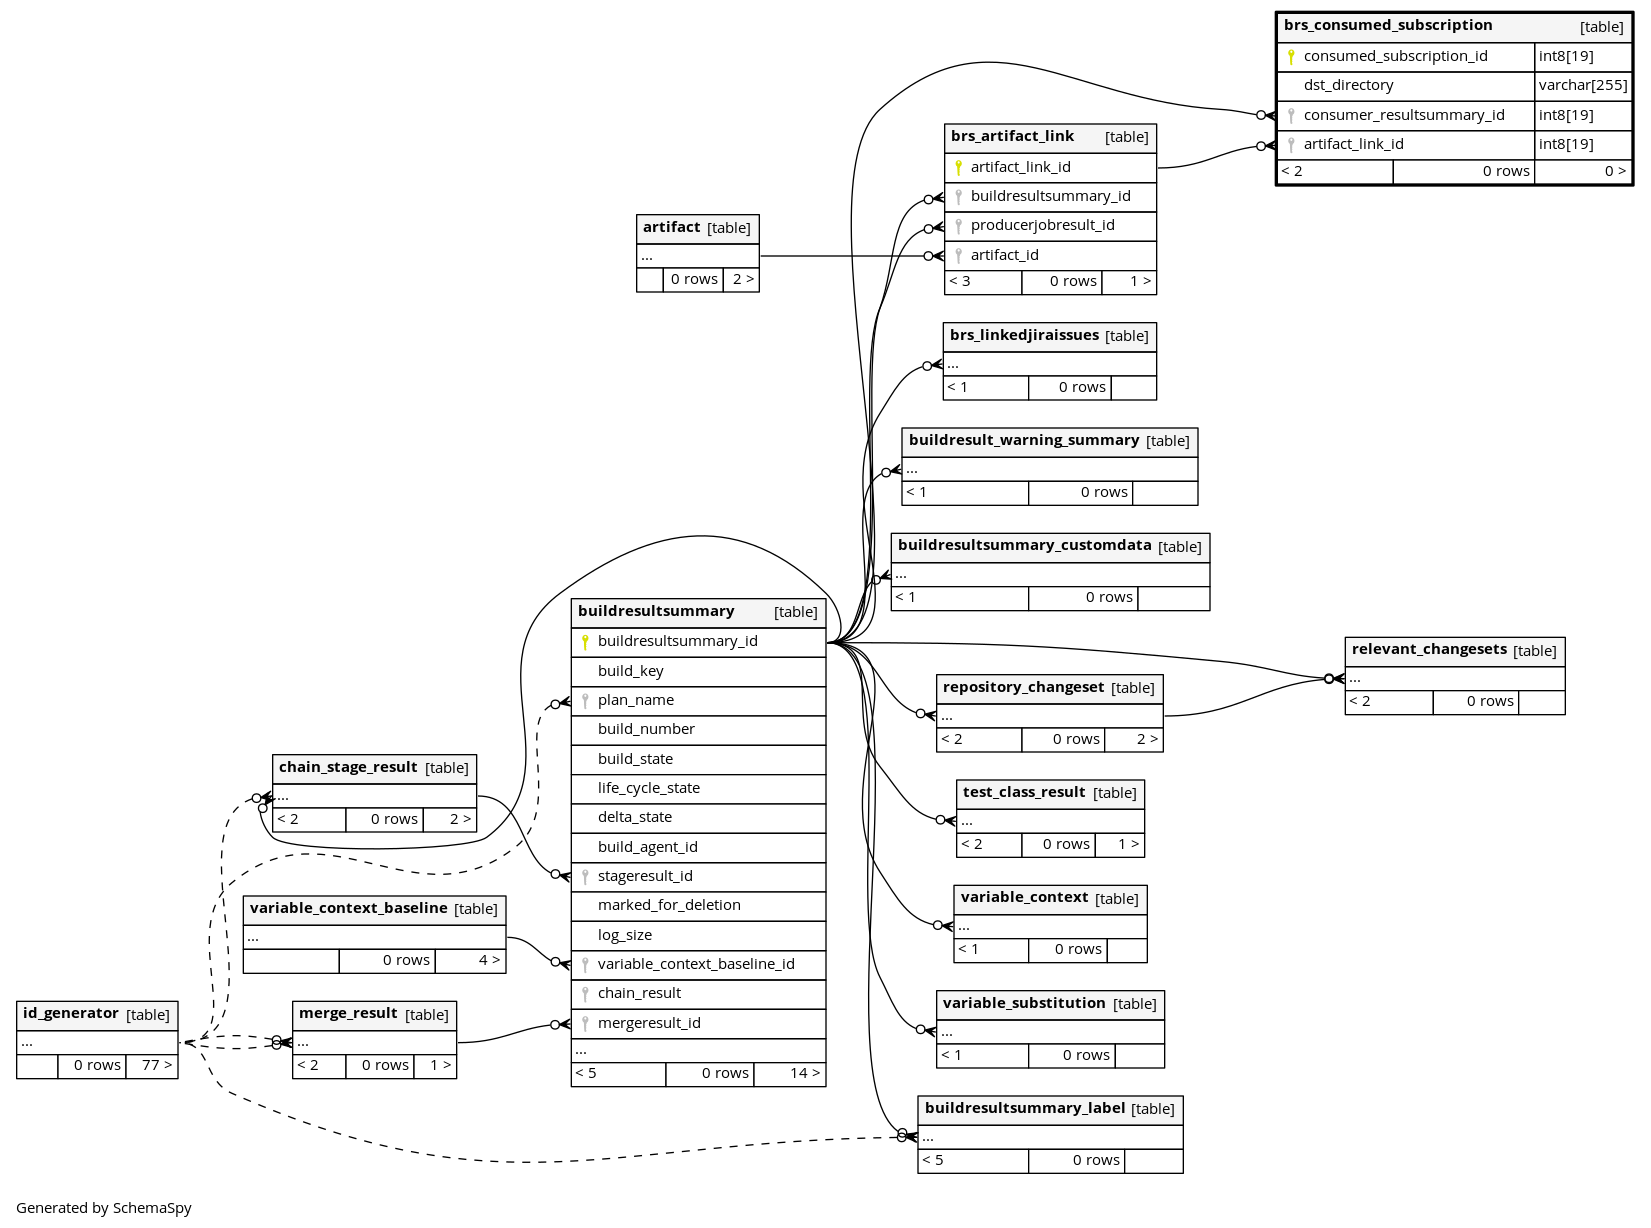 brs_consumed_subscription [table]
consumed_subscription_id int8[19]
dst_directory varchar[255]
consumer_resultsummary_id int8[19]
artifact_link_id int8[19]
< 2 0 rows 0 >
brs_artifact_link [table]
artifact_link_id
buildresultsummary_id
producerjobresult_id
artifact_id
< 3 0 rows 1 >
artifact [table]
...
0 rows 2 >
brs_linkedjiraissues [table]
...
< 1 0 rows
buildresult_warning_summary [table]
...
< 1 0 rows
buildresultsummary_customdata [table]
...
< 1 0 rows
buildresultsummary [table]
buildresultsummary_id
build_key
plan_name
build_number
build_state
life_cycle_state
delta_state
build_agent_id
stageresult_id
marked_for_deletion
log_size
variable_context_baseline_id
chain_result
mergeresult_id
...
< 5 0 rows 14 >
relevant_changesets [table]
...
< 2 0 rows
repository_changeset [table]
...
< 2 0 rows 2 >
chain_stage_result [table]
...
< 2 0 rows 2 >
test_class_result [table]
...
< 2 0 rows 1 >
variable_context_baseline [table]
...
0 rows 4 >
variable_context [table]
...
< 1 0 rows
id_generator [table]
...
0 rows 77 >
merge_result [table]
...
< 2 0 rows 1 >
variable_substitution [table]
...
< 1 0 rows
buildresultsummary_label [table]
...
< 5 0 rows
Generated by SchemaSpy